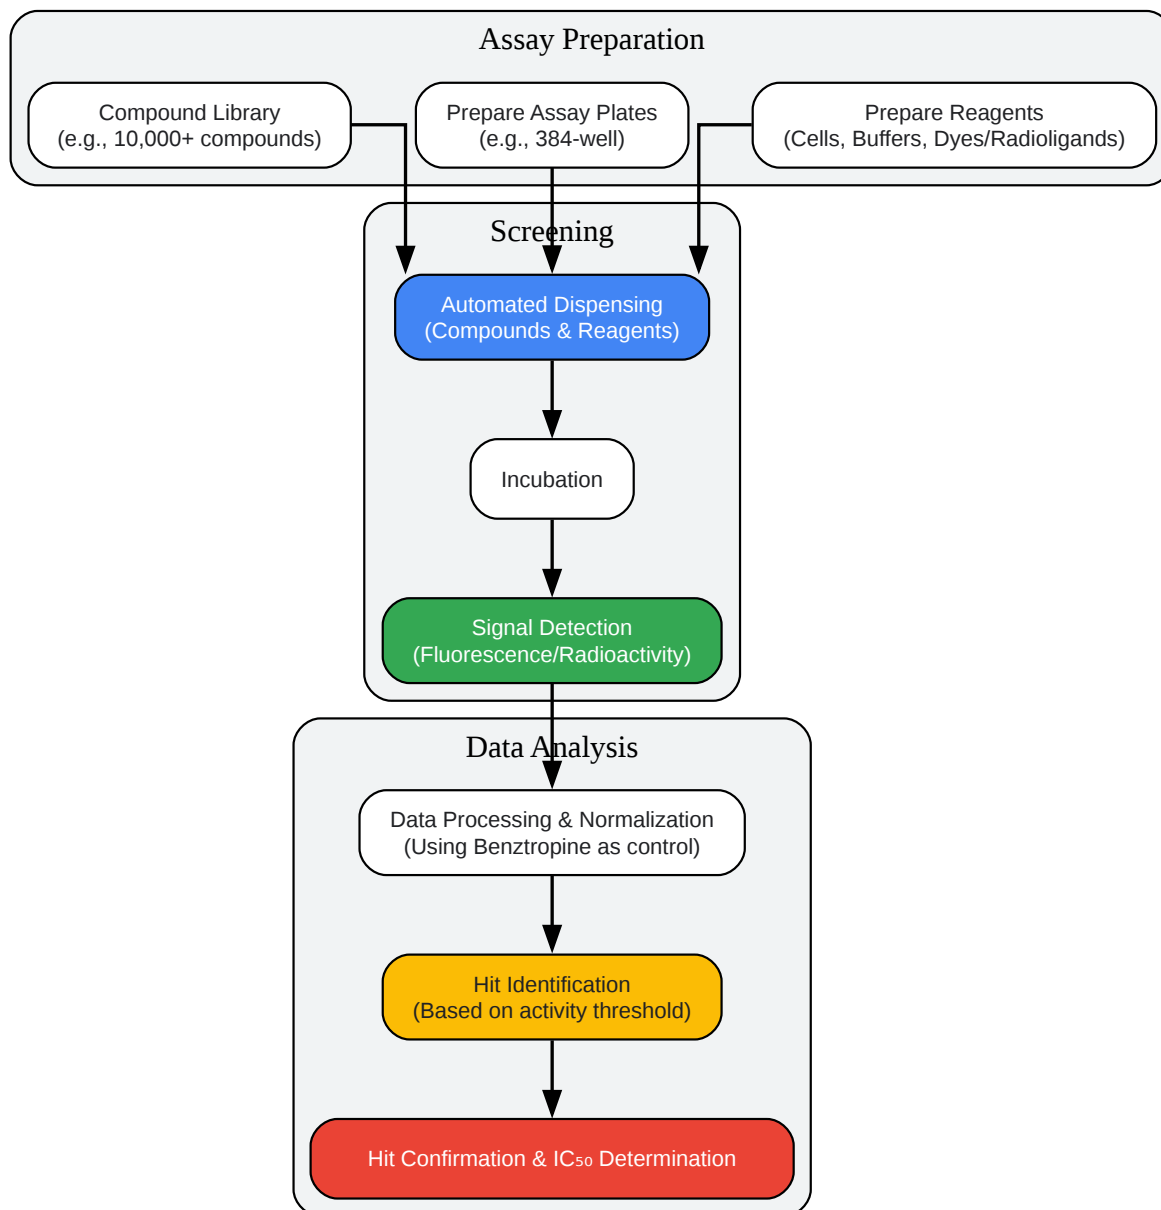 Assay Preparation
Compound Library
(e.g., 10,000+ compounds)
Prepare Assay Plates
(e.g., 384-well)
Prepare Reagents
(Cells, Buffers, Dyes/Radioligands)
Screening
Automated Dispensing
(Compounds & Reagents)
Incubation
Signal Detection
(Fluorescence/Radioactivity)
Data Analysis
Data Processing & Normalization
(Using Benztropine as control)
Hit Identification
(Based on activity threshold)
Hit Confirmation & IC₅₀ Determination